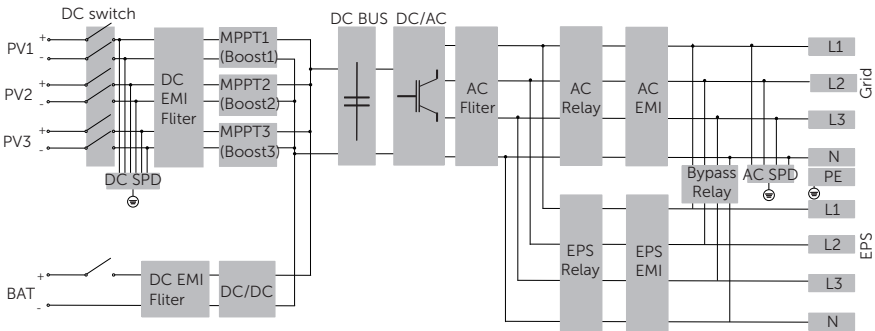 DC switch
DC BUS
DC/AC
PV1
+
-
PV2
+
-
PV3
+
-
DC
EMI
Fliter
MPPT1
(Boost1)
MPPT2
(Boost2)
MPPT3
(Boost3)
DC SPD
AC
Fliter
AC
Relay
AC
EMI
L1
L2
L3
N
PE
Grid
Bypass
Relay
AC SPD
EPS
Relay
EPS
EMI
L1
L2
L3
N
EPS
BAT
+
-
DC EMI
Fliter
DC/DC